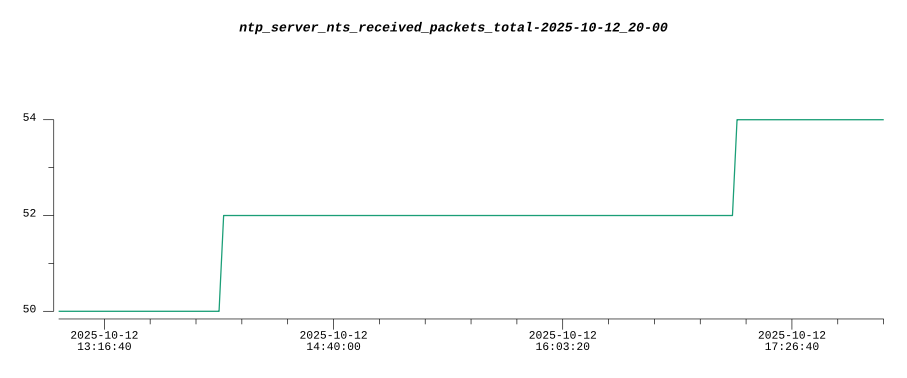 ntp_server_nts_received_packets_total-2025-10-12_20-00
54
52
50
2025-10-12 2025-10-12 2025-10-12 2025-10-12
13:16:40 14:40:00 16:03:20 17:26:40